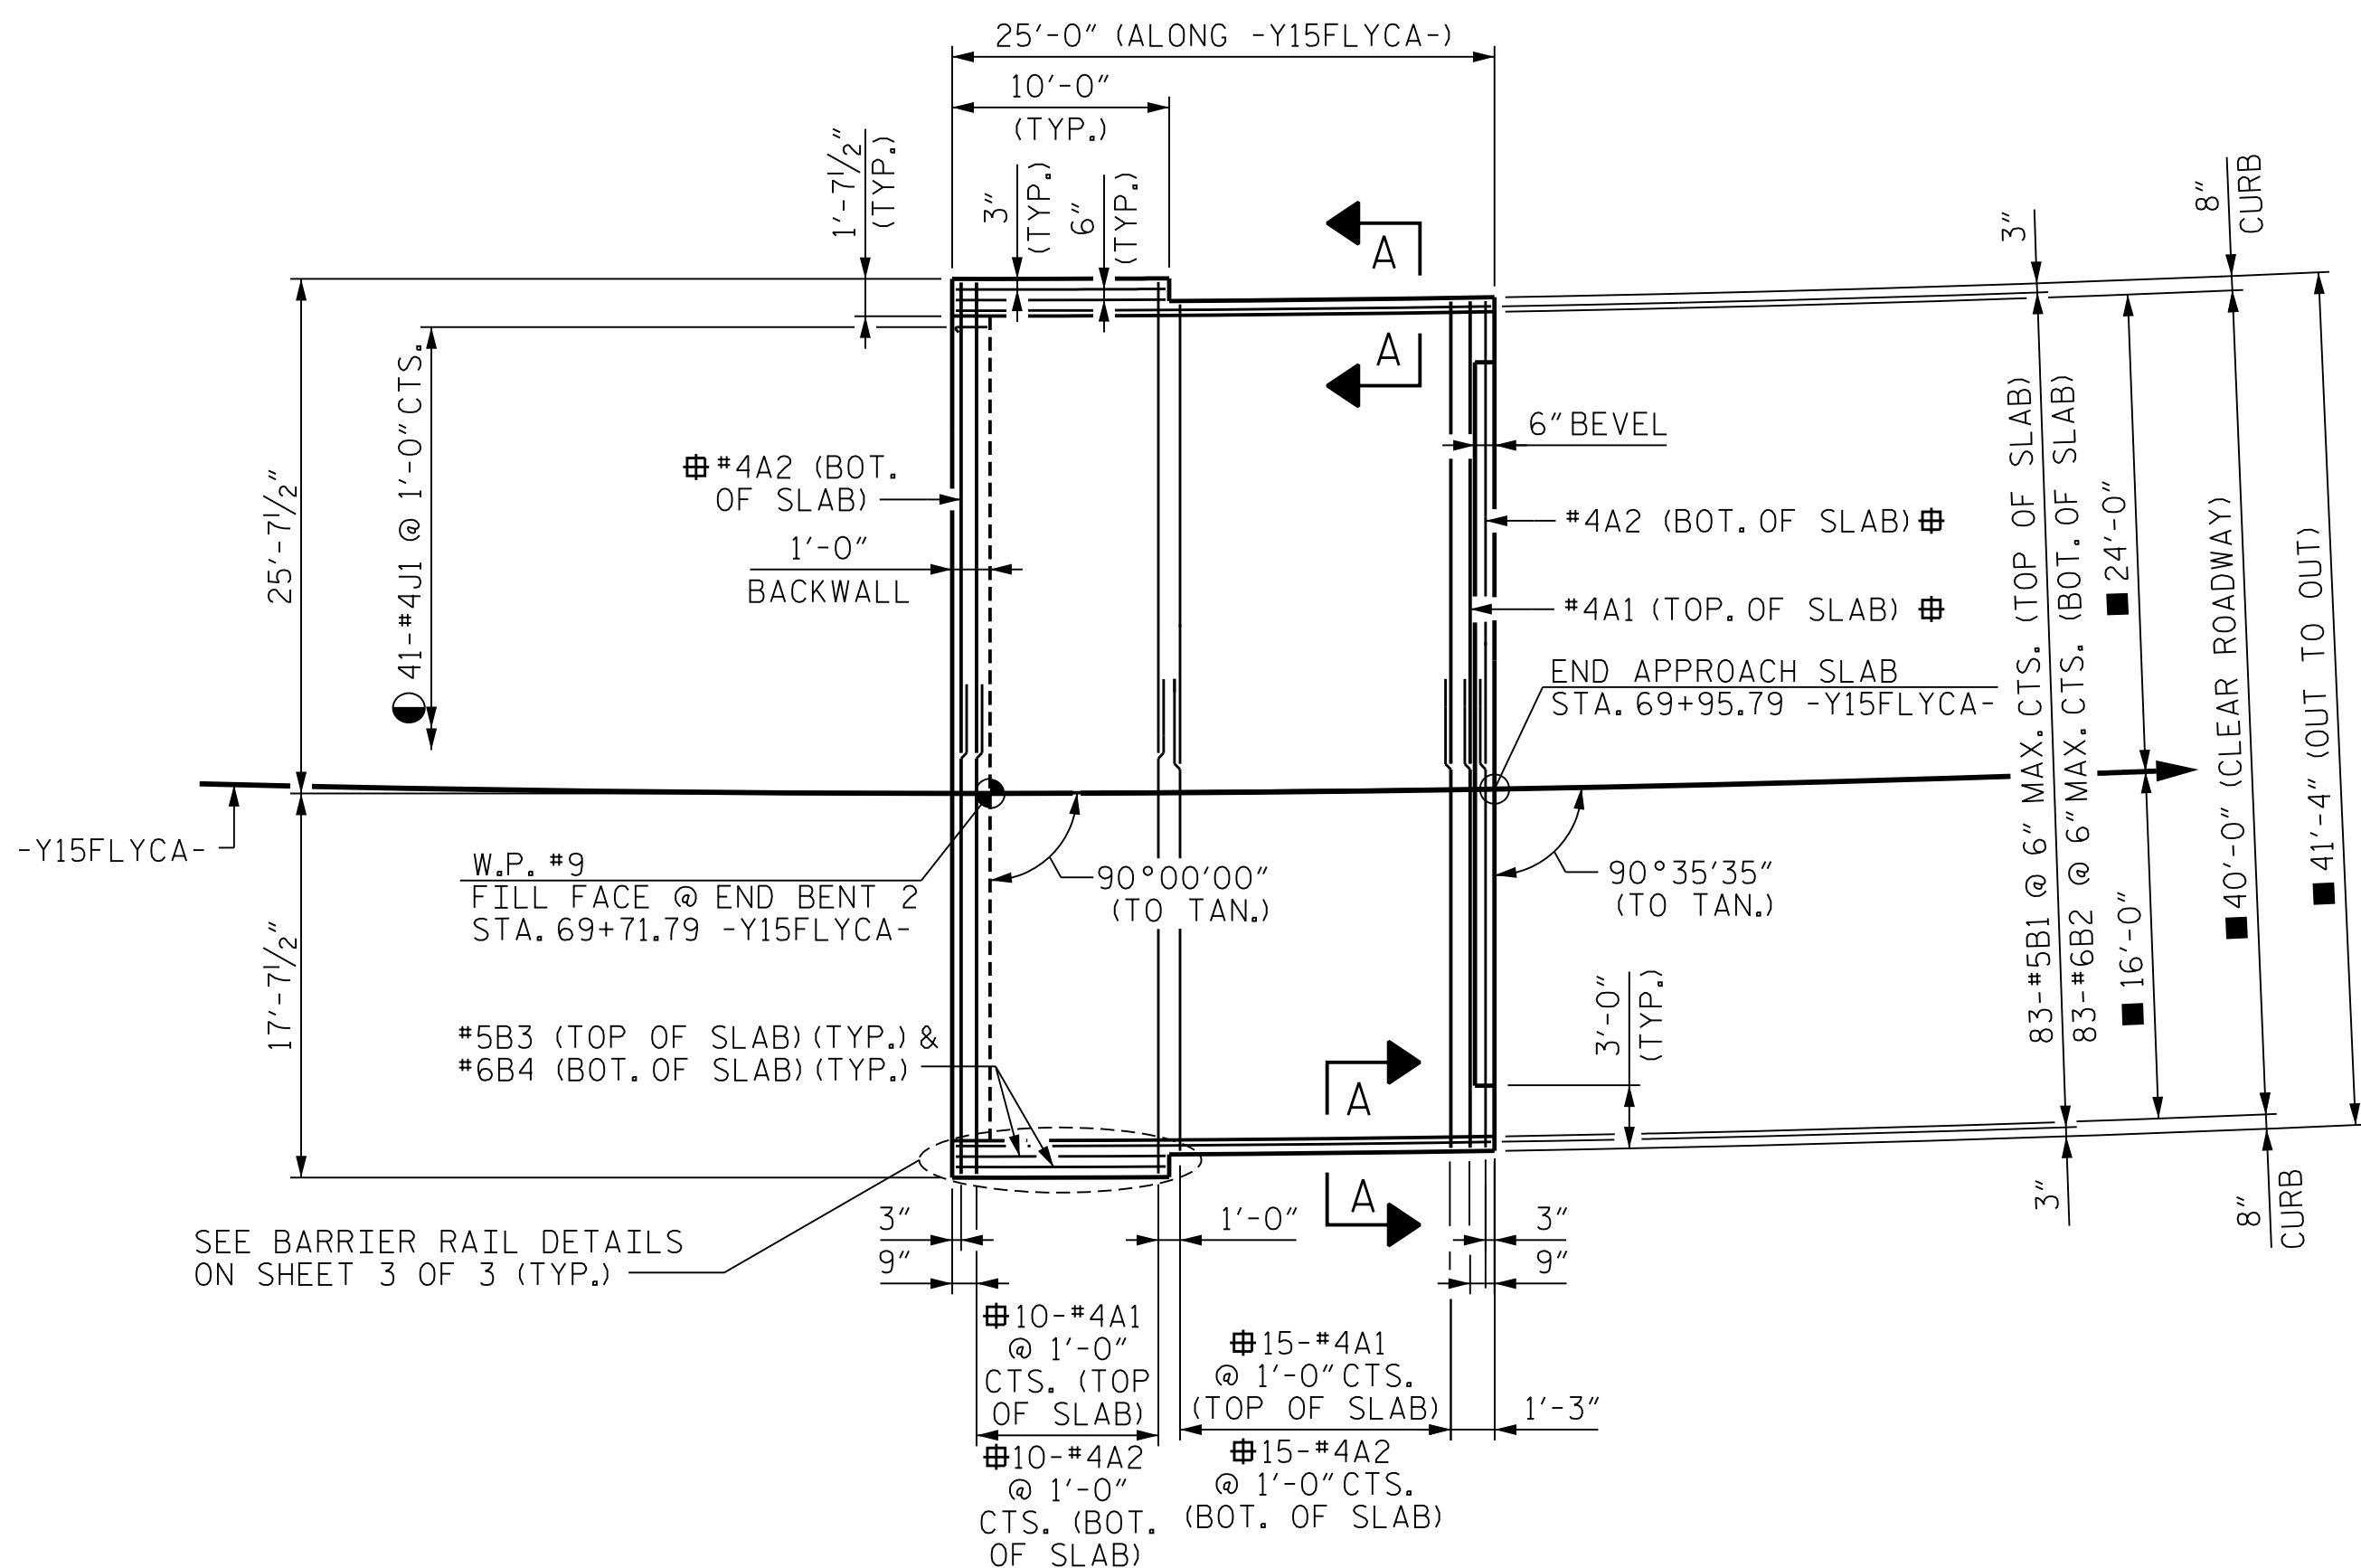 25'-0" (ALONG -Y15FLYCA-)
10'-0"
(TYP.)
1'-7 1/2"
(TYP.)
3"
(TYP.)
6"
(TYP.)
A
A
3"
8"
CURB
25'-7 1/2"
41-#4J1 @ 1'-0" CTS.
#4A2 (BOT.
OF SLAB)
1'-0"
BACKWALL
6" BEVEL
#4A2 (BOT. OF SLAB)
#4A1 (TOP. OF SLAB)
END APPROACH SLAB
STA. 69+95.79 -Y15FLYCA-
83-#5B1 @ 6" MAX. CTS. (TOP OF SLAB)
83-#6B2 @ 6" MAX. CTS. (BOT. OF SLAB)
24'-0"
16'-0"
40'-0" (CLEAR ROADWAY)
41'-4" (OUT TO OUT)
-Y15FLYCA-
W.P. #9
FILL FACE @ END BENT 2
STA. 69+71.79 -Y15FLYCA-
90°00'00"
(TO TAN.)
90°35'35"
(TO TAN.)
17'-7 1/2"
#5B3 (TOP OF SLAB) (TYP.) &
#6B4 (BOT. OF SLAB) (TYP.)
3'-0"
(TYP.)
A
A
3"
8"
CURB
SEE BARRIER RAIL DETAILS
ON SHEET 3 OF 3 (TYP.)
3"
9"
1'-0"
3"
9"
10-#4A1
@ 1'-0"
CTS. (TOP
OF SLAB)
10-#4A2
@ 1'-0"
CTS. (BOT.
OF SLAB)
15-#4A1
@ 1'-0" CTS.
(TOP OF SLAB)
15-#4A2
@ 1'-0" CTS.
(BOT. OF SLAB)
1'-3"